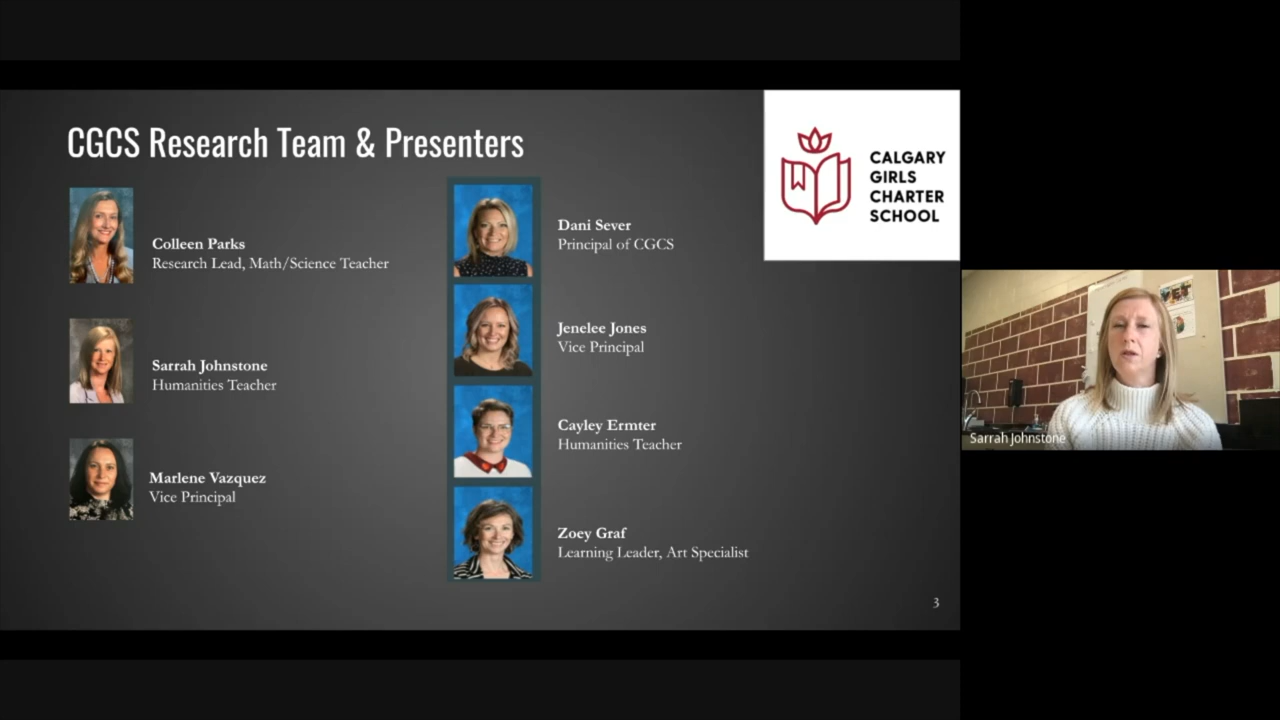 CGCS Research Team & Presenters
CALGARY
GIRLS
CHARTER
SCHOOL
Colleen Parks
Research Lead, Math/Science Teacher
Sarrah Johnstone
Humanities Teacher
Marlene Vazquez
Vice Principal
Dani Sever
Principal of CGCS
Jenelee Jones
Vice Principal
Cayley Ermter
Humanities Teacher
Zoey Graf
Learning Leader, Art Specialist
3
Sarrah Johnstone